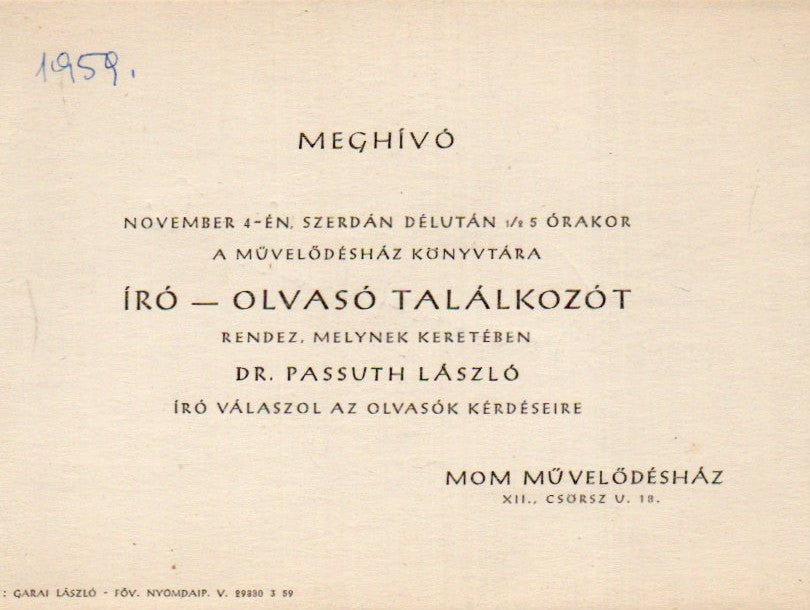 1959.
MEGHÍVÓ
NOVEMBER 4-ÉN, SZERDÁN DÉLUTÁN 1/2 5 ÓRAKOR
A MŰVELŐDÉSHÁZ KÖNYVTÁRA
ÍRÓ — OLVASÓ TALÁLKOZÓT
RENDEZ, MELYNEK KERETÉBEN
DR. PASSUTH LÁSZLÓ
ÍRÓ VÁLASZOL AZ OLVASÓK KÉRDÉSEIRE
MOM MŰVELŐDÉSHÁZ
XII., CSÖRSZ U. 18.
: GARAI LÁSZLÓ - FŐV. NYOMDAIP. V. 29330 3 59